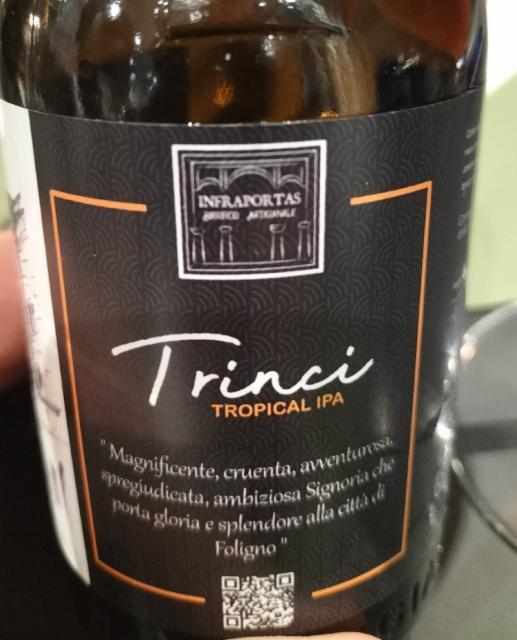 INFRAPORTAS
BIRRIFICIO ARTIGIANALE
Trinci
TROPICAL IPA
" Magnificente, cruenta, avventurosa,
spregiudicata, ambiziosa Signoria che
porta gloria e splendore alla città di
Foligno "